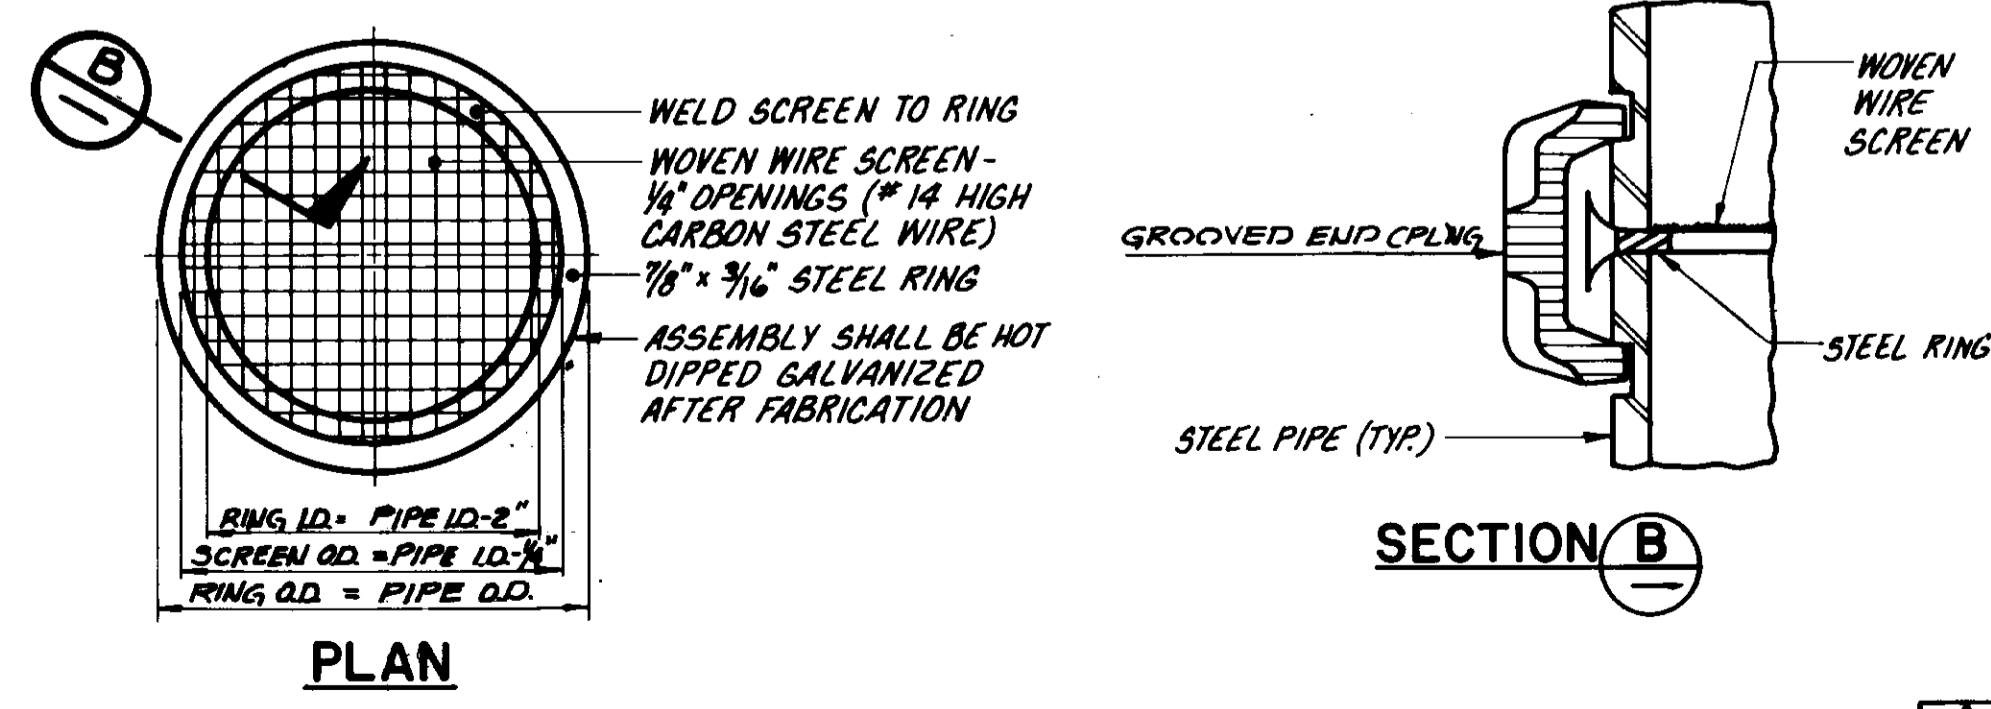 B
WELD SCREEN TO RING
WOVEN WIRE SCREEN-
1/4" OPENINGS (#14 HIGH
CARBON STEEL WIRE)
7/8" x 3/16" STEEL RING
ASSEMBLY SHALL BE HOT
DIPPED GALVANIZED
AFTER FABRICATION
RING I.D. = PIPE I.D.-2"
SCREEN O.D. = PIPE I.D.-1/4"
RING O.D. = PIPE O.D.
PLAN
WOVEN
WIRE
SCREEN
GROOVED END CPLNG
STEEL RING
STEEL PIPE (TYP.)
SECTION B